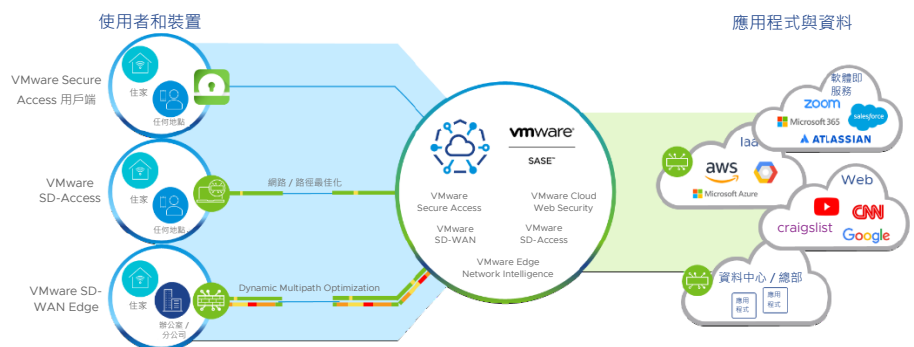 使用者和裝置
應用程式與資料
VMware Secure
Access 用戶端
住家
任何地點
VMware
SD-Access
住家
任何地點
網路 / 路徑最佳化
VMware SD-
WAN Edge
住家
辦公室 /
分公司
Dynamic Multipath Optimization
vmware®
SASE™
VMware
Secure Access
VMware Cloud
Web Security
VMware
SD-WAN
VMware
SD-Access
VMware Edge
Network Intelligence
軟體即
服務
zoom
Microsoft 365
salesforce
ATLASSIAN
Iaa
aws
Microsoft Azure
Web
CNN
craigslist
Google
資料中心 / 總部
應用
程式
應用
程式